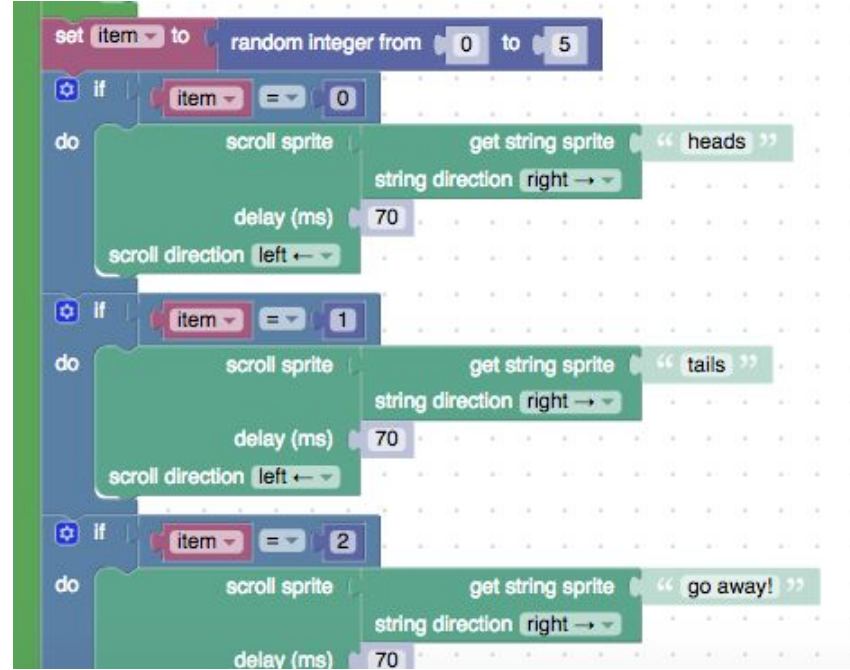 set item to random integer from 0 to 5
if item = 0
do scroll sprite get string sprite “ heads ”
string direction right →
delay (ms) 70
scroll direction left ←
if item = 1
do scroll sprite get string sprite “ tails ”
string direction right →
delay (ms) 70
scroll direction left ←
if item = 2
do scroll sprite get string sprite “ go away! ”
string direction right →
delay (ms) 70